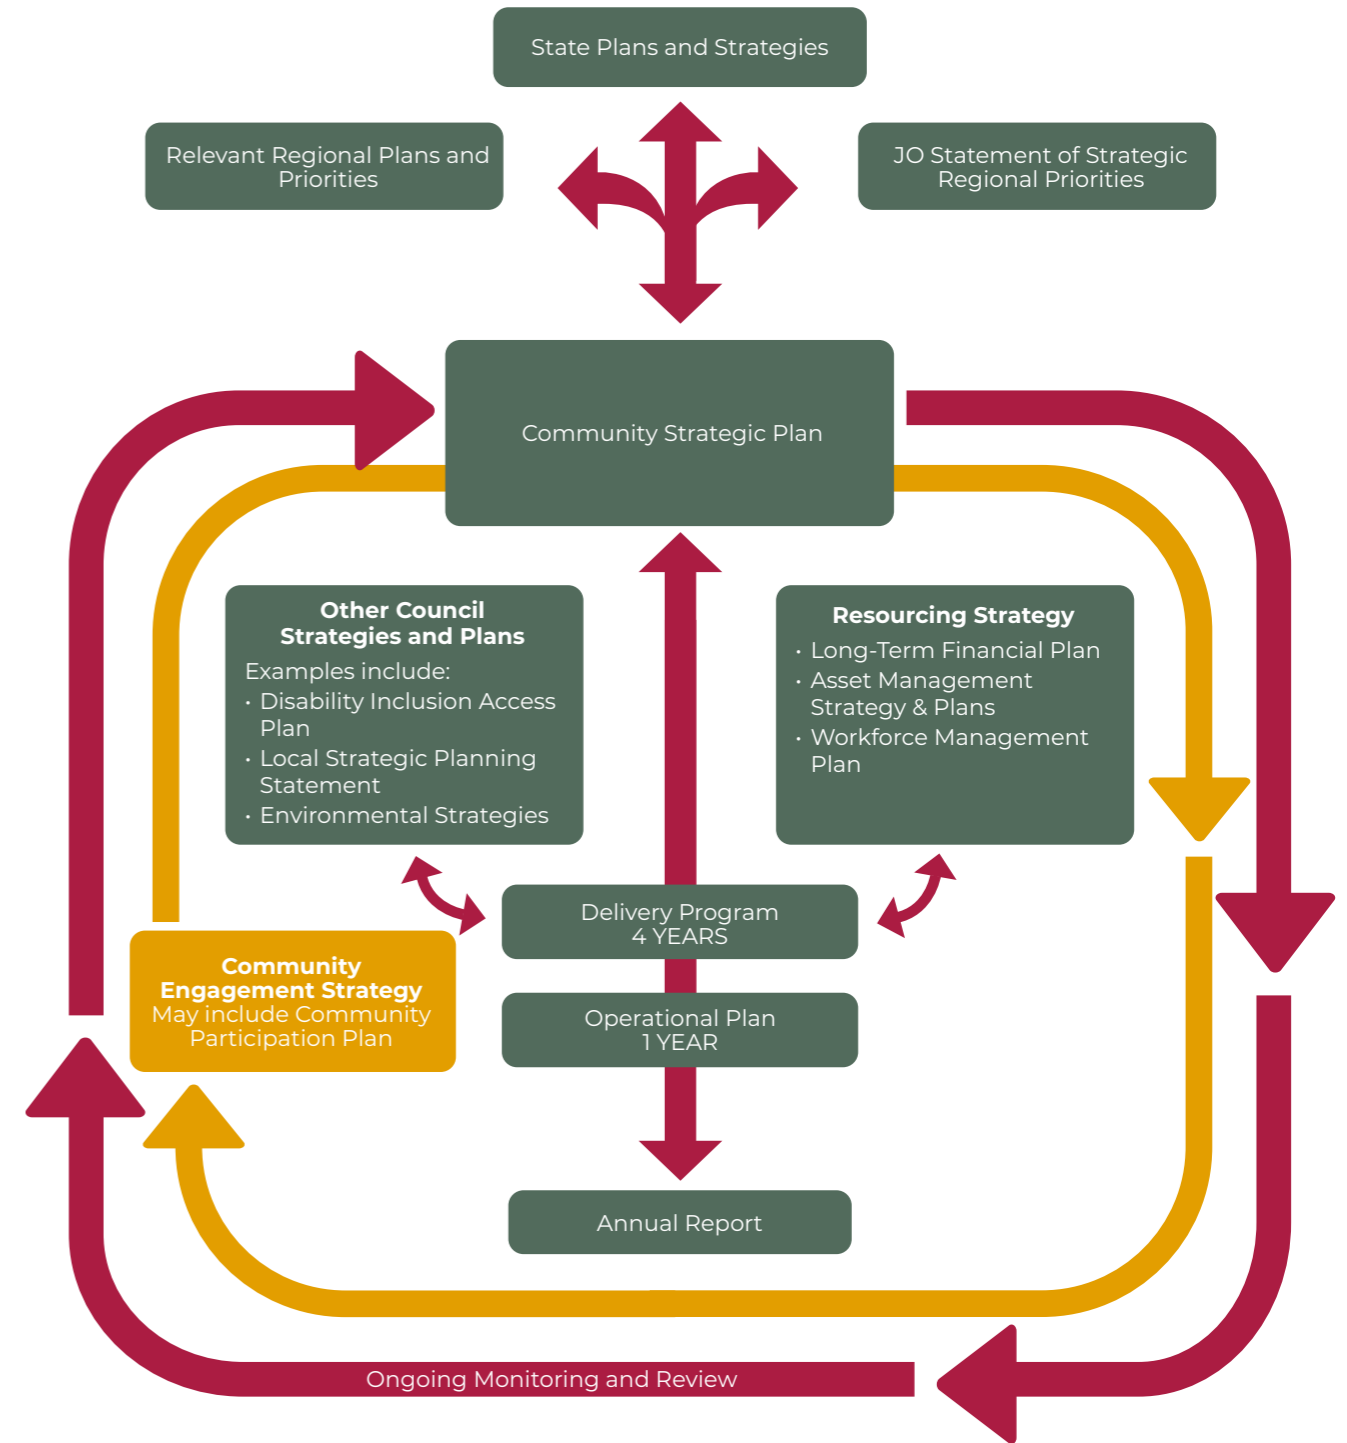 State Plans and Strategies
Relevant Regional Plans and
Priorities
JO Statement of Strategic
Regional Priorities
Community Strategic Plan
Other Council
Strategies and Plans
Examples include:
• Disability Inclusion Access
Plan
• Local Strategic Planning
Statement
• Environmental Strategies
Resourcing Strategy
• Long-Term Financial Plan
• Asset Management
Strategy & Plans
• Workforce Management
Plan
Delivery Program
4 YEARS
Community
Engagement Strategy
May include Community
Participation Plan
Operational Plan
1 YEAR
Annual Report
Ongoing Monitoring and Review